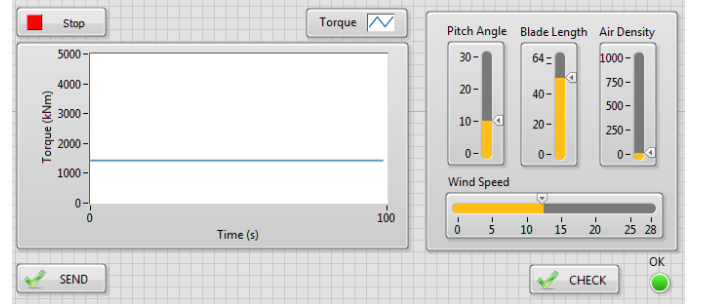 Stop
Torque
5000
4000
3000
2000
1000
0
Torque (kNm)
0
100
Time (s)
Pitch Angle
30
20
10
0
Blade Length
64
40
20
0
Air Density
1000
750
500
250
0
Wind Speed
0 5 10 15 20 25 28
SEND
CHECK
OK